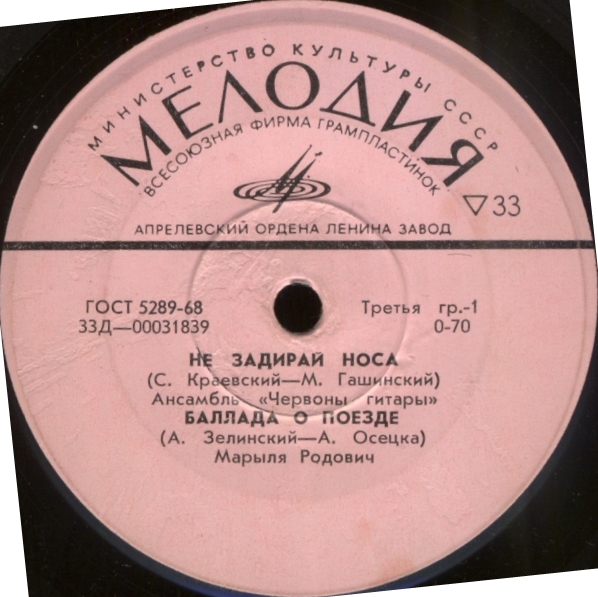 МИНИСТЕРСТВО КУЛЬТУРЫ СССР
МЕЛОДИЯ
ВСЕСОЮЗНАЯ ФИРМА ГРАМПЛАСТИНОК
▽33
АПРЕЛЕВСКИЙ ОРДЕНА ЛЕНИНА ЗАВОД
ГОСТ 5289-68 Третья гр.-1
33Д—00031839 0-70
НЕ ЗАДИРАЙ НОСА
(С. Краевский—М. Гашинский)
Ансамбль «Червоны гитары»
БАЛЛАДА О ПОЕЗДЕ
(А. Зелинский—А. Осецка)
Марыля Родович